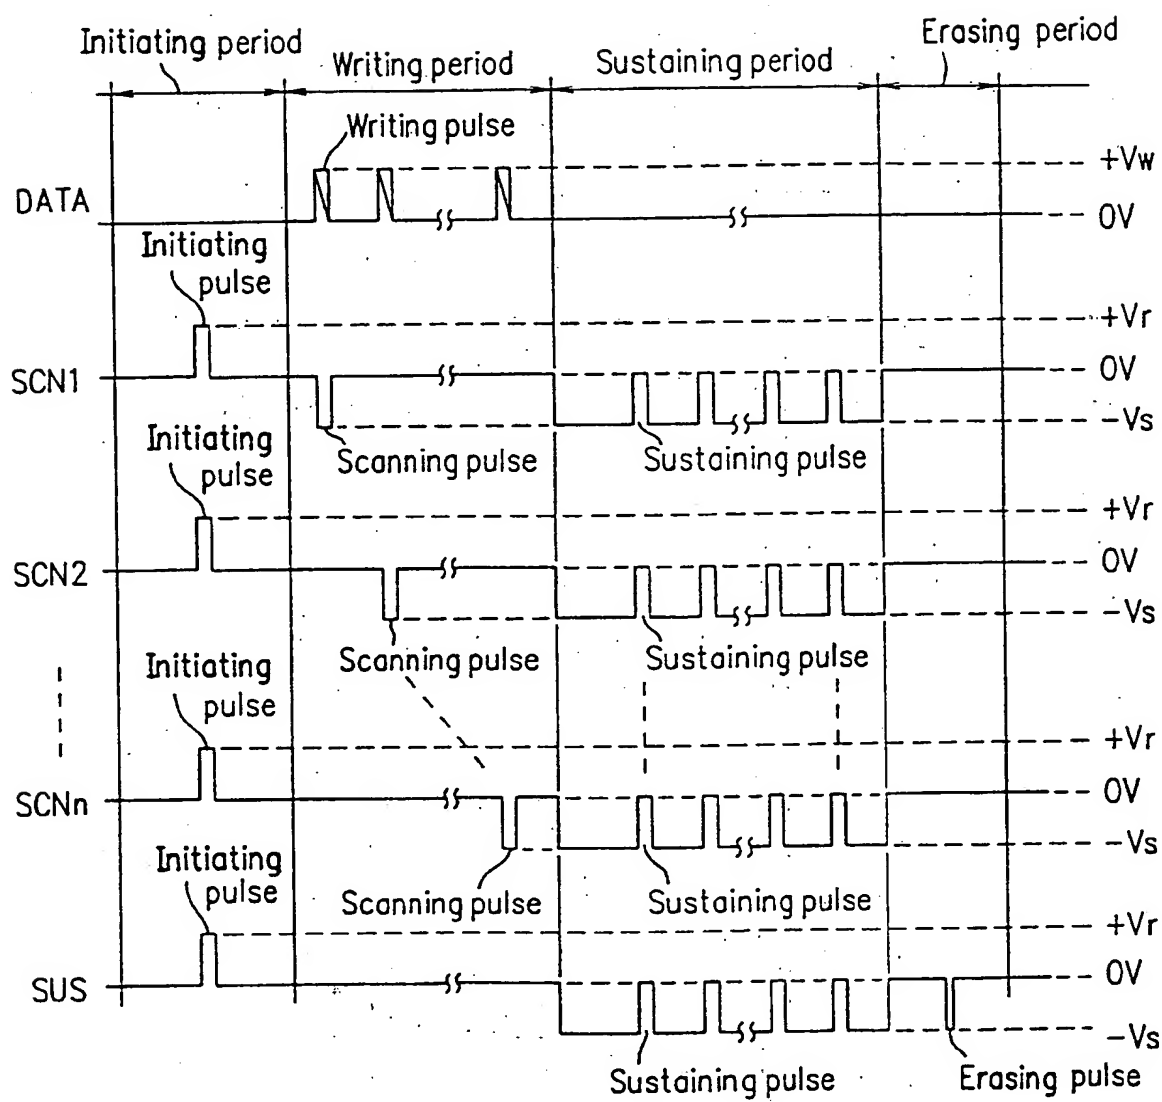 Initiating period
Writing period
Sustaining period
Erasing period
Writing pulse
+Vw
DATA
0V
Initiating
pulse
+Vr
SCN1
0V
-Vs
Scanning pulse
Sustaining pulse
Initiating
pulse
+Vr
SCN2
0V
-Vs
Scanning pulse
Sustaining pulse
Initiating
pulse
+Vr
SCNn
0V
-Vs
Scanning pulse
Sustaining pulse
Initiating
pulse
+Vr
SUS
0V
-Vs
Sustaining pulse
Erasing pulse